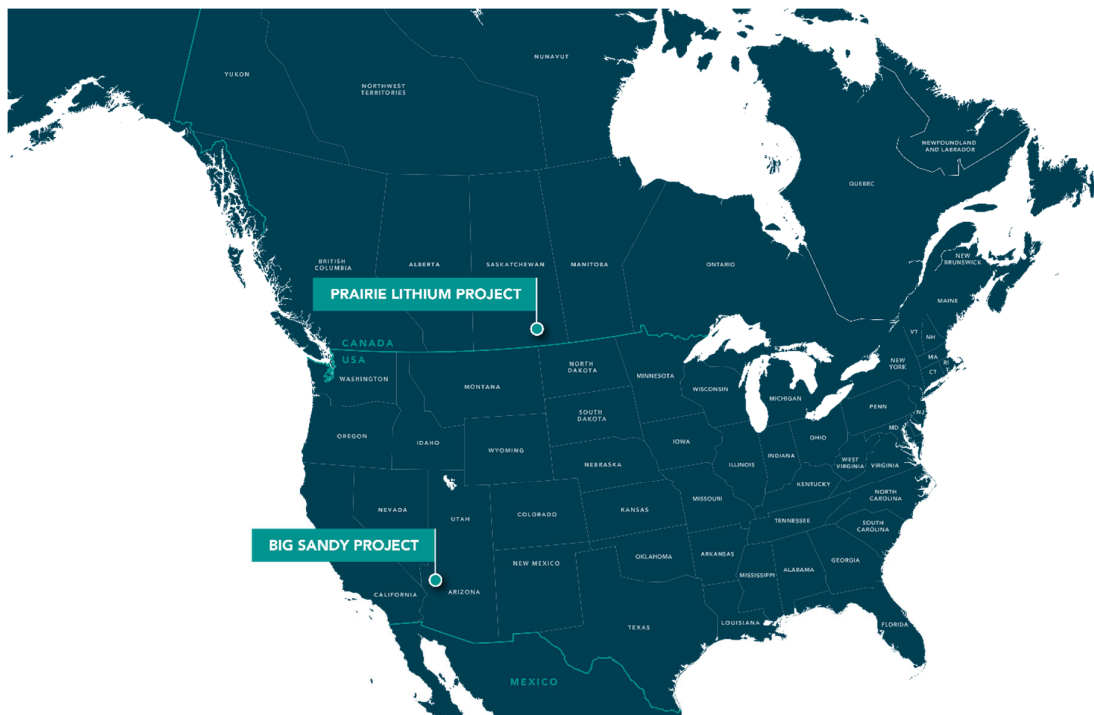 NUNAVUT
YUKON
NORTHWEST
TERRITORIES
NEWFOUNDLAND
AND LABRADOR
QUEBEC
BRITISH
COLUMBIA
ALBERTA
SASKATCHEWAN
MANITOBA
ONTARIO
NEW
BRUNSWICK
PRAIRIE LITHIUM PROJECT
MAINE
CANADA
USA
VT
NH
WASHINGTON
MONTANA
NORTH
DAKOTA
MINNESOTA
WISCONSIN
MICHIGAN
NEW
YORK
MA
RI
CT
SOUTH
DAKOTA
PENN
NJ
OREGON
IDAHO
WYOMING
IOWA
OHIO
MD
NEBRASKA
ILLINOIS
INDIANA
WEST
VIRGINIA
VIRGINIA
KENTUCKY
NEVADA
UTAH
COLORADO
KANSAS
MISSOURI
NORTH
CAROLINA
TENNESSEE
SOUTH
CAROLINA
BIG SANDY PROJECT
NEW MEXICO
OKLAHOMA
ARKANSAS
MISSISSIPPI
ALABAMA
GEORGIA
CALIFORNIA
ARIZONA
TEXAS
LOUISIANA
FLORIDA
MEXICO